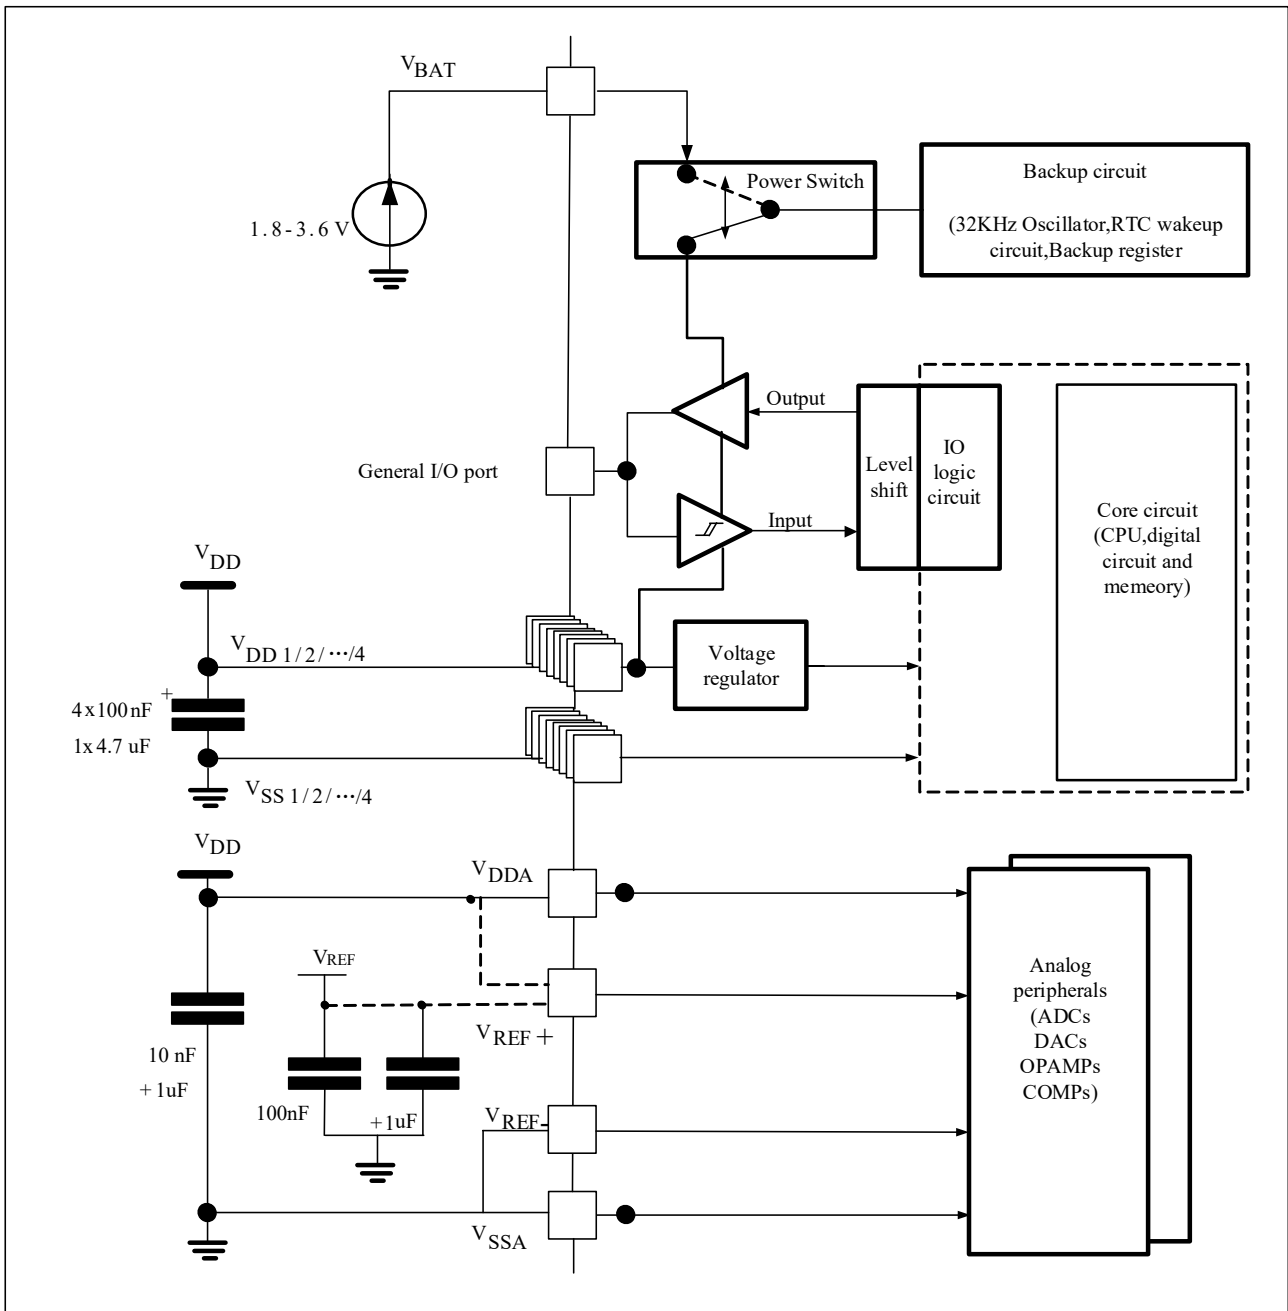 VBAT
Power Switch
Backup circuit
(32KHz Oscillator,RTC wakeup
circuit,Backup register
1.8-3.6 V
Output
General I/O port
Level
shift
IO
logic
circuit
Input
Core circuit
(CPU,digital
circuit and
memeory)
VDD
VDD 1/2/···/4
Voltage
regulator
+
4x100nF
1x4.7 uF
VSS 1/2/···/4
VDD
VDDA
VREF
VREF+
10 nF
+1uF
100nF
+1uF
VREF-
VSSA
Analog
peripherals
(ADCs
DACs
OPAMPs
COMPs)